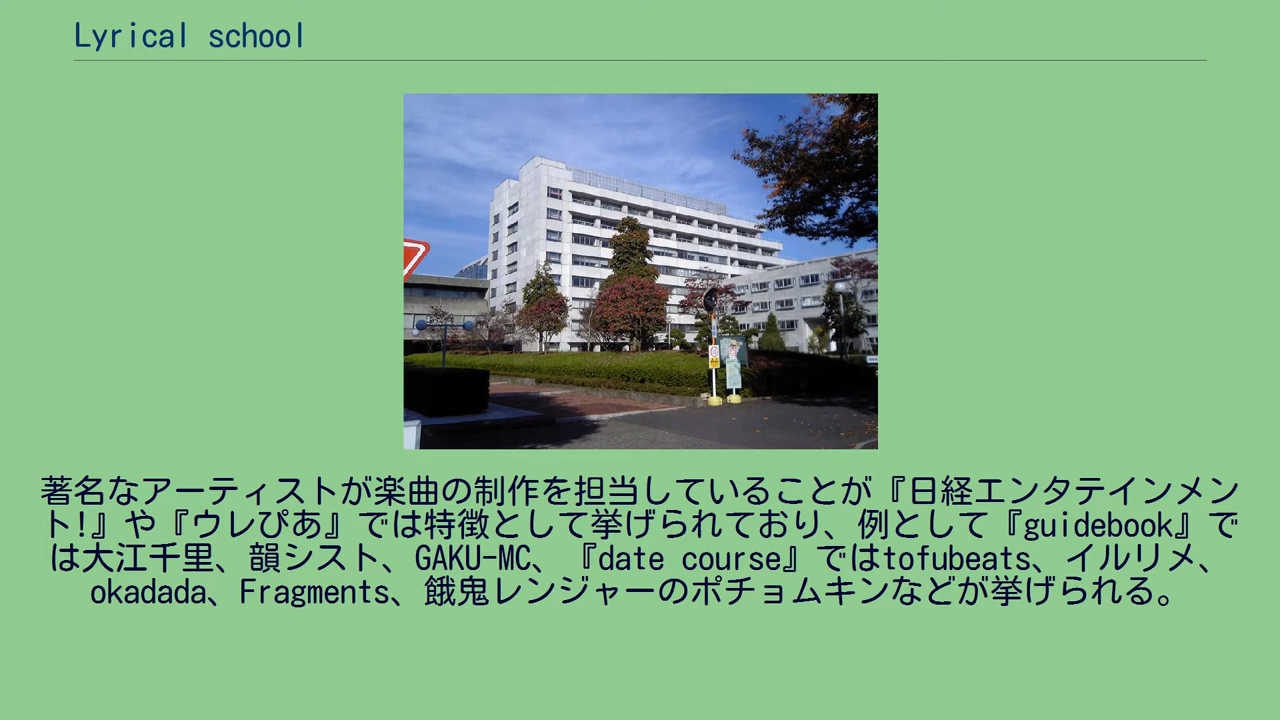 Lyrical school
著名なアーティストが楽曲の制作を担当していることが『日経エンタテインメン
ト!』や『ウレぴあ』では特徴として挙げられており、例として『guidebook』で
は大江千里、韻シスト、GAKU-MC、『date course』ではtofubeats、イルリメ、
okadada、Fragments、餓鬼レンジャーのポチョムキンなどが挙げられる。